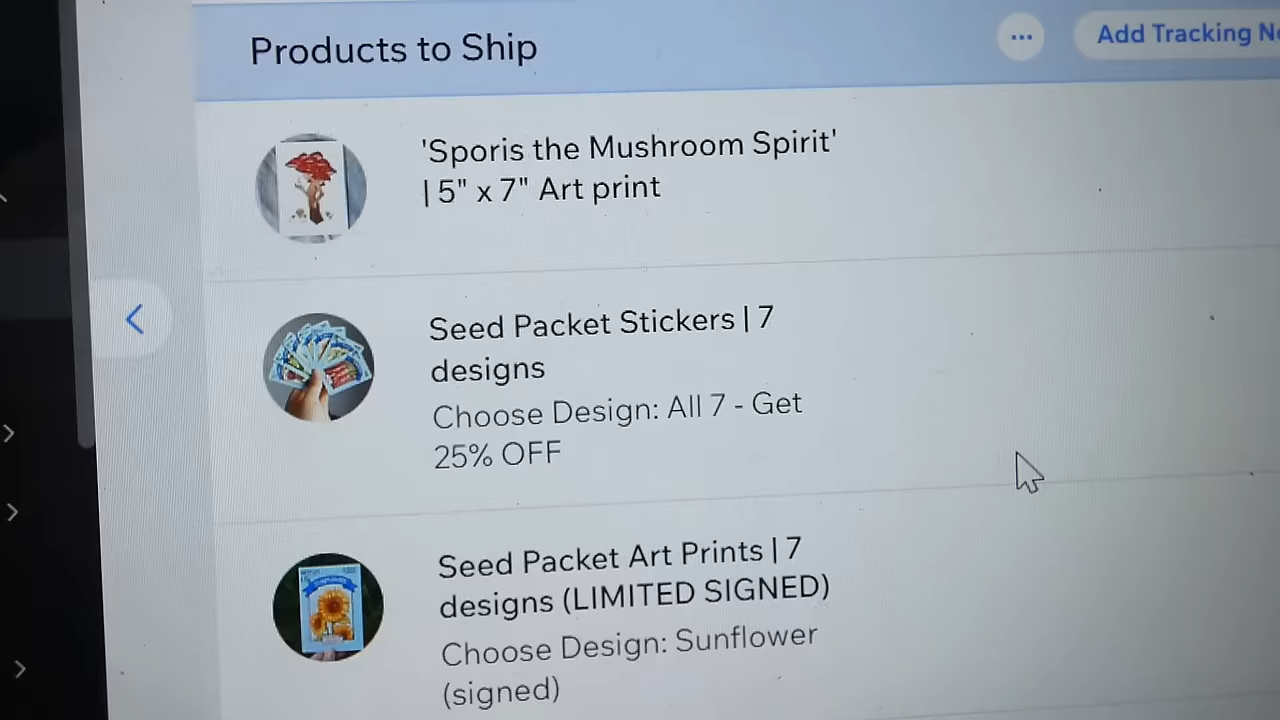 Products to Ship
...
Add Tracking
'Sporis the Mushroom Spirit'
| 5" x 7" Art print
Seed Packet Stickers | 7
designs
Choose Design: All 7 - Get
25% OFF
Seed Packet Art Prints | 7
designs (LIMITED SIGNED)
Choose Design: Sunflower
(signed)